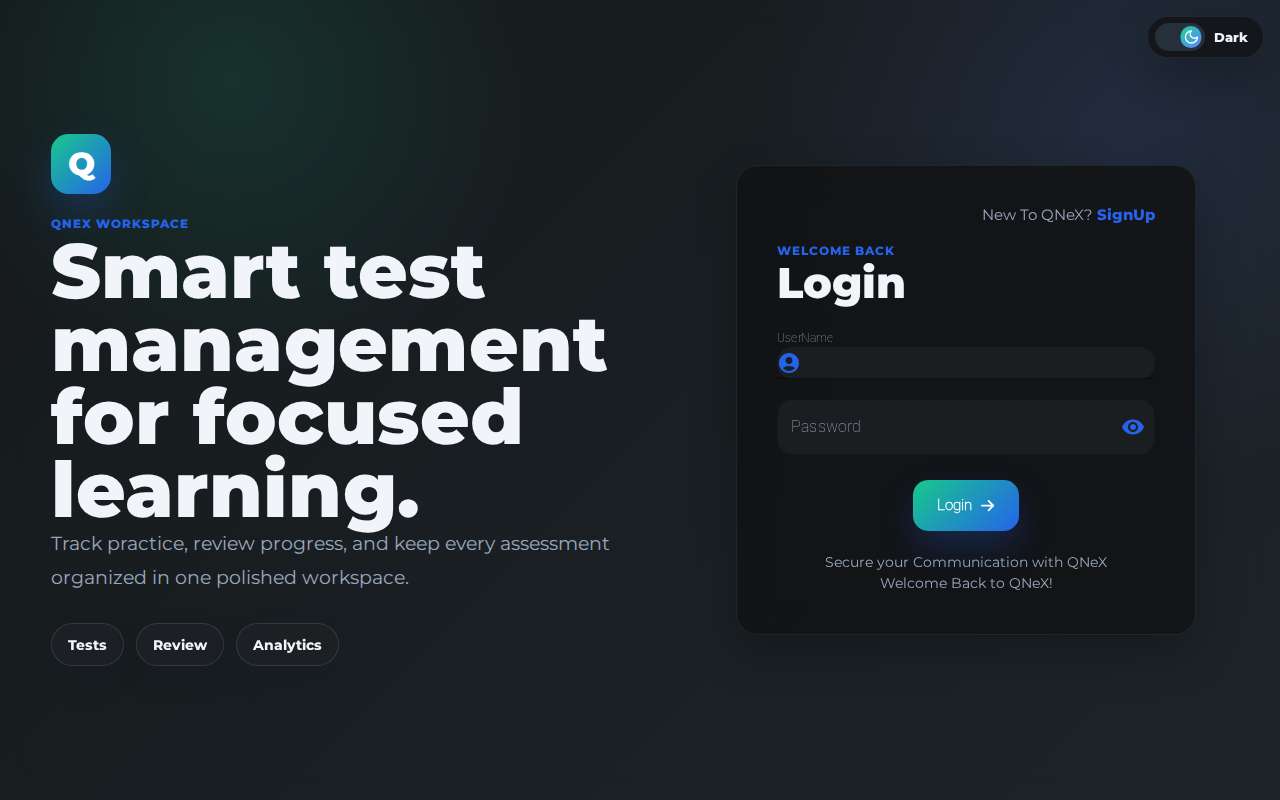 Dark
Q
QNEX WORKSPACE
Smart test
management
for focused
learning.
Track practice, review progress, and keep every assessment
organized in one polished workspace.
Tests
Review
Analytics
New To QNeX? SignUp
WELCOME BACK
Login
UserName
Password
Login →
Secure your Communication with QNeX
Welcome Back to QNeX!